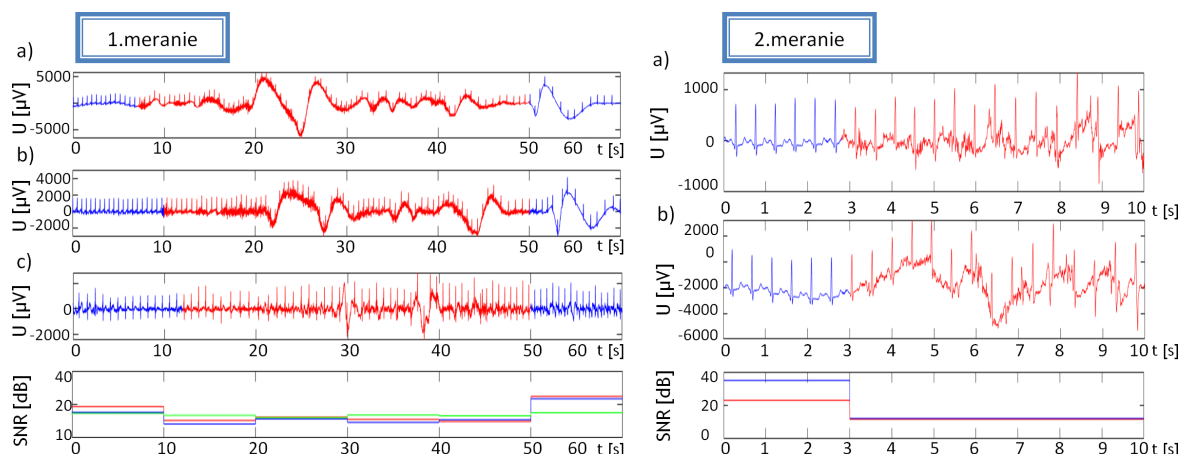 1.meranie
a)
U [µV]
5000
0
-5000
0 10 20 30 40 50 60 t [s]
b)
U [µV]
4000
2000
0
-2000
0 10 20 30 40 50 60 t [s]
c)
U [µV]
0
-2000
0 10 20 30 40 50 60 t [s]
SNR [dB]
40
20
10
0 10 20 30 40 50 60 t [s]
2.meranie
a)
U [µV]
1000
0
-1000
0 1 2 3 4 5 6 7 8 9 10 t [s]
b)
U [µV]
2000
0
-2000
-4000
-6000
0 1 2 3 4 5 6 7 8 9 10 t [s]
SNR [dB]
40
20
0
0 1 2 3 4 5 6 7 8 9 10 t [s]